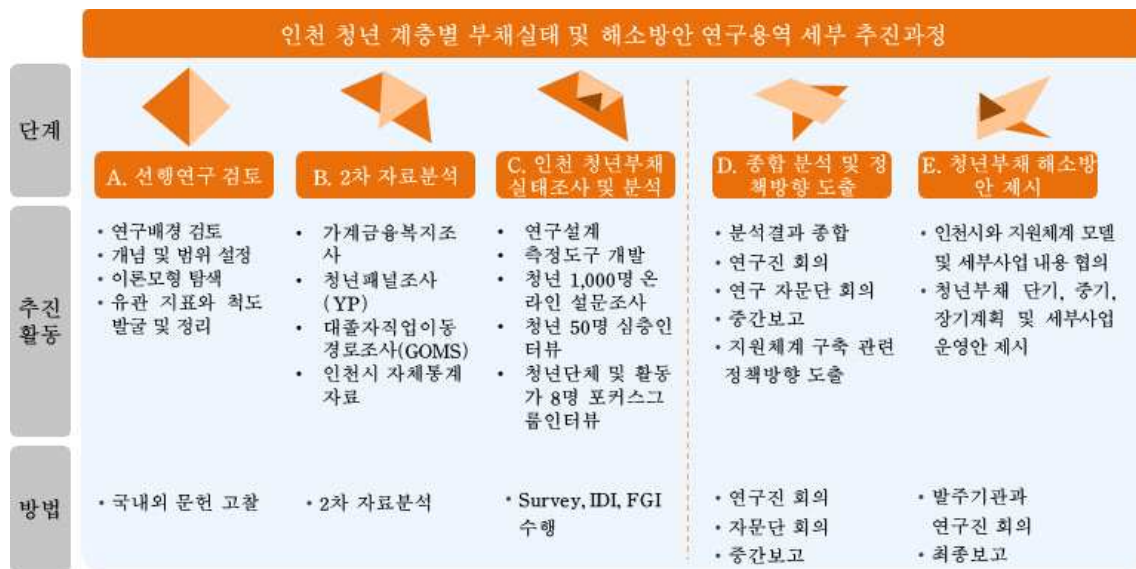 인천 청년 계층별 부채실태 및 해소방안 연구용역 세부 추진과정
단계
A. 선행연구 검토
B. 2차 자료분석
C. 인천 청년부채
실태조사 및 분석
D. 종합 분석 및 정
책방향 도출
E. 청년부채 해소방
안 제시
추진
활동
• 연구배경 검토
• 개념 및 범위 설정
• 이론모형 탐색
• 유관 지표와 척도
발굴 및 정리
• 가계금융복지조
사
• 청년패널조사
(YP)
• 대졸자직업이동
경로조사(GOMS)
• 인천시 자체통계
자료
• 연구설계
• 측정도구 개발
• 청년 1,000명 온
라인 설문조사
• 청년 50명 심층인
터뷰
• 청년단체 및 활동
가 8명 포커스그
룹인터뷰
• 분석결과 종합
• 연구진 회의
• 연구 자문단 회의
• 중간보고
• 지원체계 구축 관련
정책방향 도출
• 인천시와 지원체계 모델
및 세부사업 내용 협의
• 청년부채 단기, 중기,
장기계획 및 세부사업
운영안 제시
방법
• 국내외 문헌 고찰
• 2차 자료분석
• Survey, IDI, FGI
수행
• 연구진 회의
• 자문단 회의
• 중간보고
• 발주기관과
연구진 회의
• 최종보고